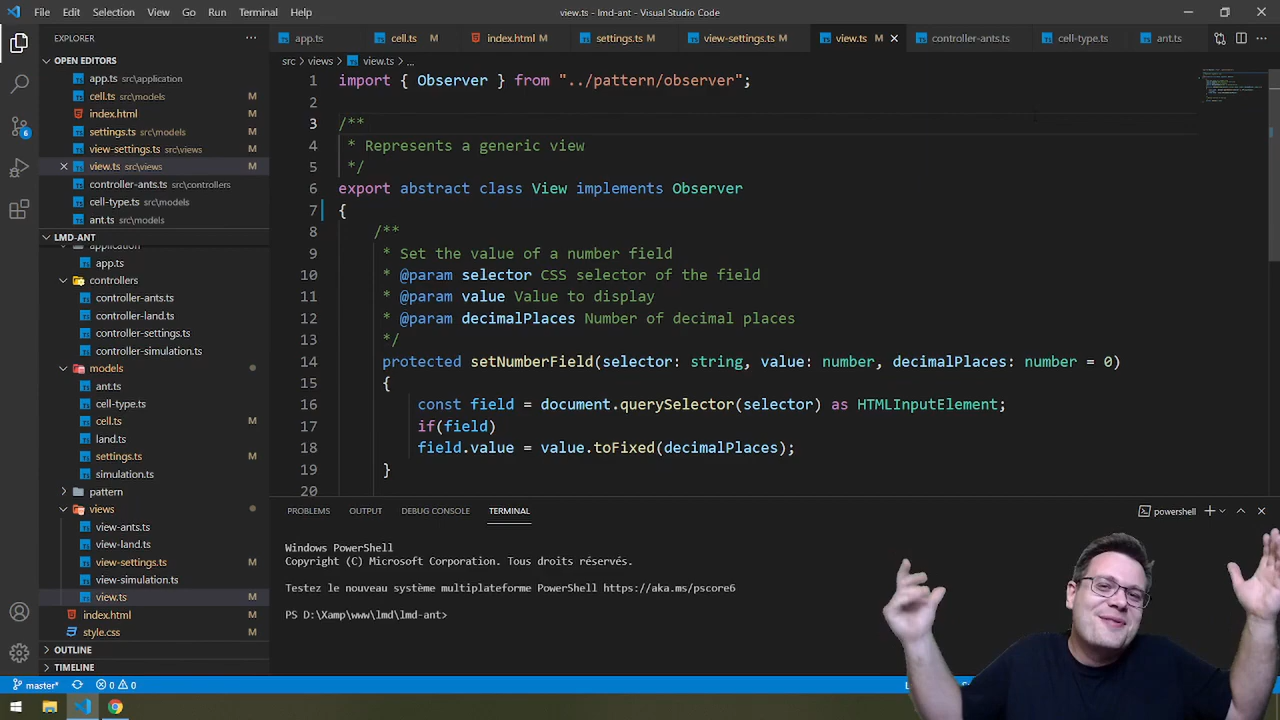 File Edit Selection View Go Run Terminal Help
view.ts - lmd-ant - Visual Studio Code
EXPLORER
app.ts
cell.ts M
index.html M
settings.ts M
view-settings.ts M
view.ts M
controller-ants.ts
cell-type.ts
ant.ts
OPEN EDITORS
app.ts src\application
cell.ts src\models M
index.html M
settings.ts src\models M
view-settings.ts src\views M
view.ts src\views M
controller-ants.ts src\controllers
cell-type.ts src\models
ant.ts src\models
LMD-ANT
application
app.ts
controllers
controller-ants.ts
controller-land.ts
controller-settings.ts
controller-simulation.ts
models
ant.ts
cell-type.ts
cell.ts M
land.ts
settings.ts M
simulation.ts
pattern
views
view-ants.ts
view-land.ts
view-settings.ts M
view-simulation.ts
view.ts M
index.html M
style.css M
OUTLINE
TIMELINE
6
src > views > view.ts > ...
1 import { Observer } from "../pattern/observer";
2
3 /**
4 * Represents a generic view
5 */
6 export abstract class View implements Observer
7 {
8 /**
9 * Set the value of a number field
10 * @param selector CSS selector of the field
11 * @param value Value to display
12 * @param decimalPlaces Number of decimal places
13 */
14 protected setNumberField(selector: string, value: number, decimalPlaces: number = 0)
15 {
16 const field = document.querySelector(selector) as HTMLInputElement;
17 if(field)
18 field.value = value.toFixed(decimalPlaces);
19 }
20
PROBLEMS OUTPUT DEBUG CONSOLE TERMINAL
powershell
Windows PowerShell
Copyright (C) Microsoft Corporation. Tous droits réservés.
Testez le nouveau système multiplateforme PowerShell https://aka.ms/pscore6
PS D:\Xamp\www\lmd\lmd-ant>
master* 0 0